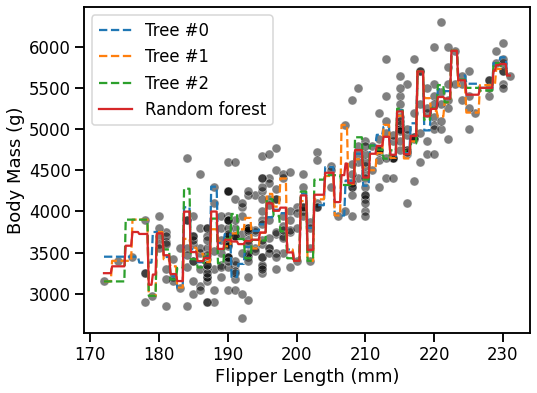 Tree #0
Tree #1
Tree #2
Random forest
6000
5500
5000
4500
4000
3500
3000
Body Mass (g)
170 180 190 200 210 220 230
Flipper Length (mm)